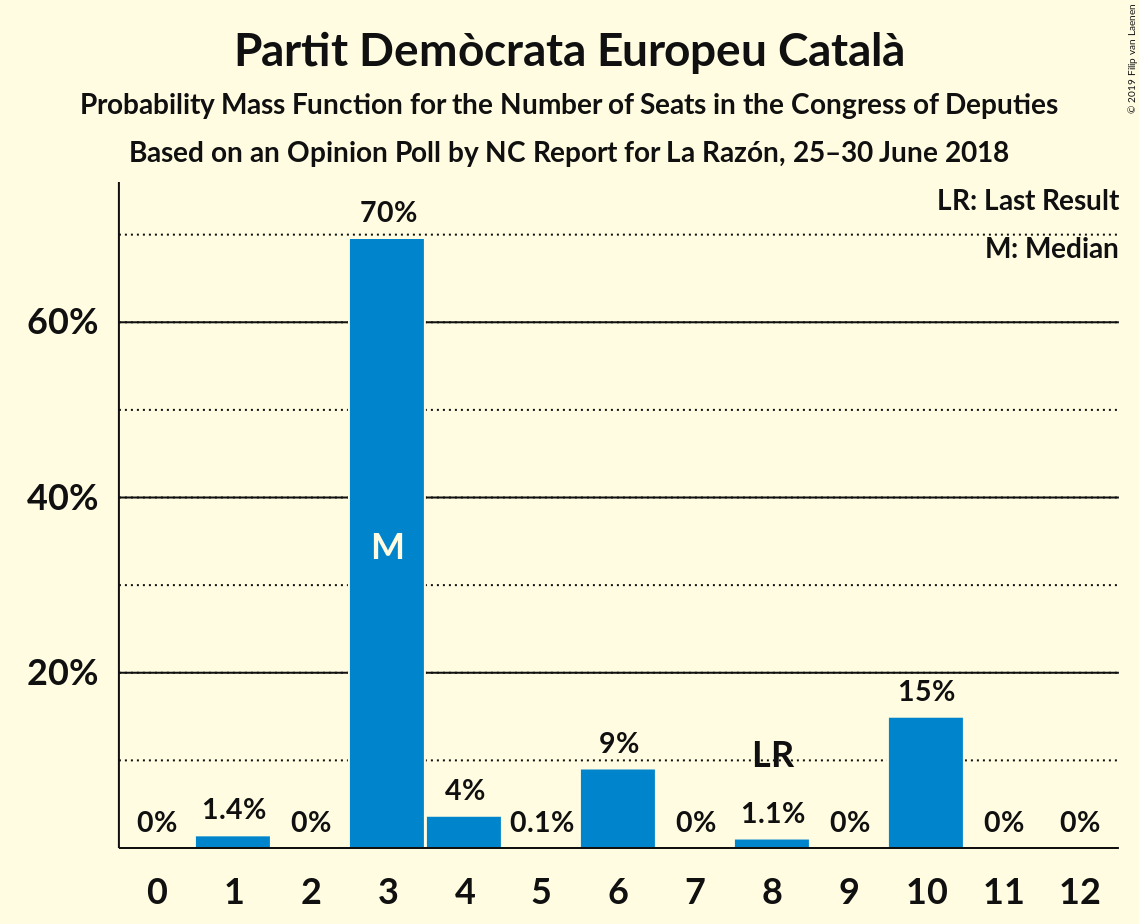 Partit Demòcrata Europeu Català
Probability Mass Function for the Number of Seats in the Congress of Deputies
Based on an Opinion Poll by NC Report for La Razón, 25–30 June 2018
© 2019 Filip van Laenen
LR: Last Result
M: Median
70%
60%
40%
20%
M
15%
9%
LR
4%
0% 1.4% 0% 0.1% 0% 1.1% 0% 0% 0%
0 1 2 3 4 5 6 7 8 9 10 11 12